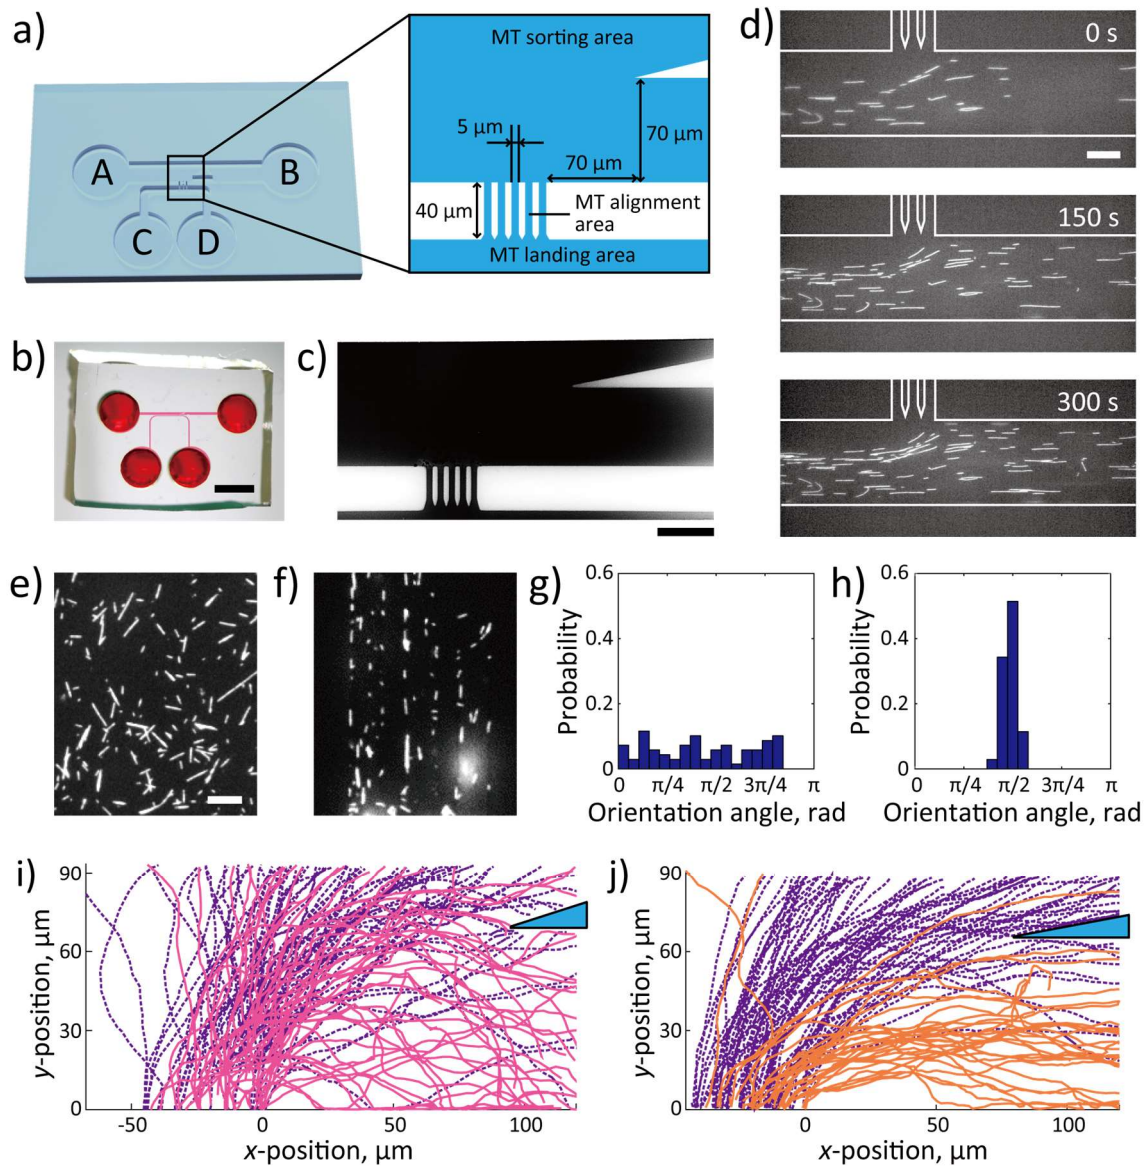 a)
A
B
C
D
MT sorting area
5 µm
70 µm
70 µm
40 µm
MT alignment
area
MT landing area
b)
c)
d)
0 s
150 s
300 s
e)
f)
g)
0.6
0.4
0.2
0
Probability
0
π/4
π/2
3π/4
π
Orientation angle, rad
h)
0.6
0.4
0.2
0
Probability
0
π/4
π/2
3π/4
π
Orientation angle, rad
i)
90
60
30
0
y-position, µm
-50
0
50
100
x-position, µm
j)
90
60
30
0
y-position, µm
0
50
100
x-position, µm